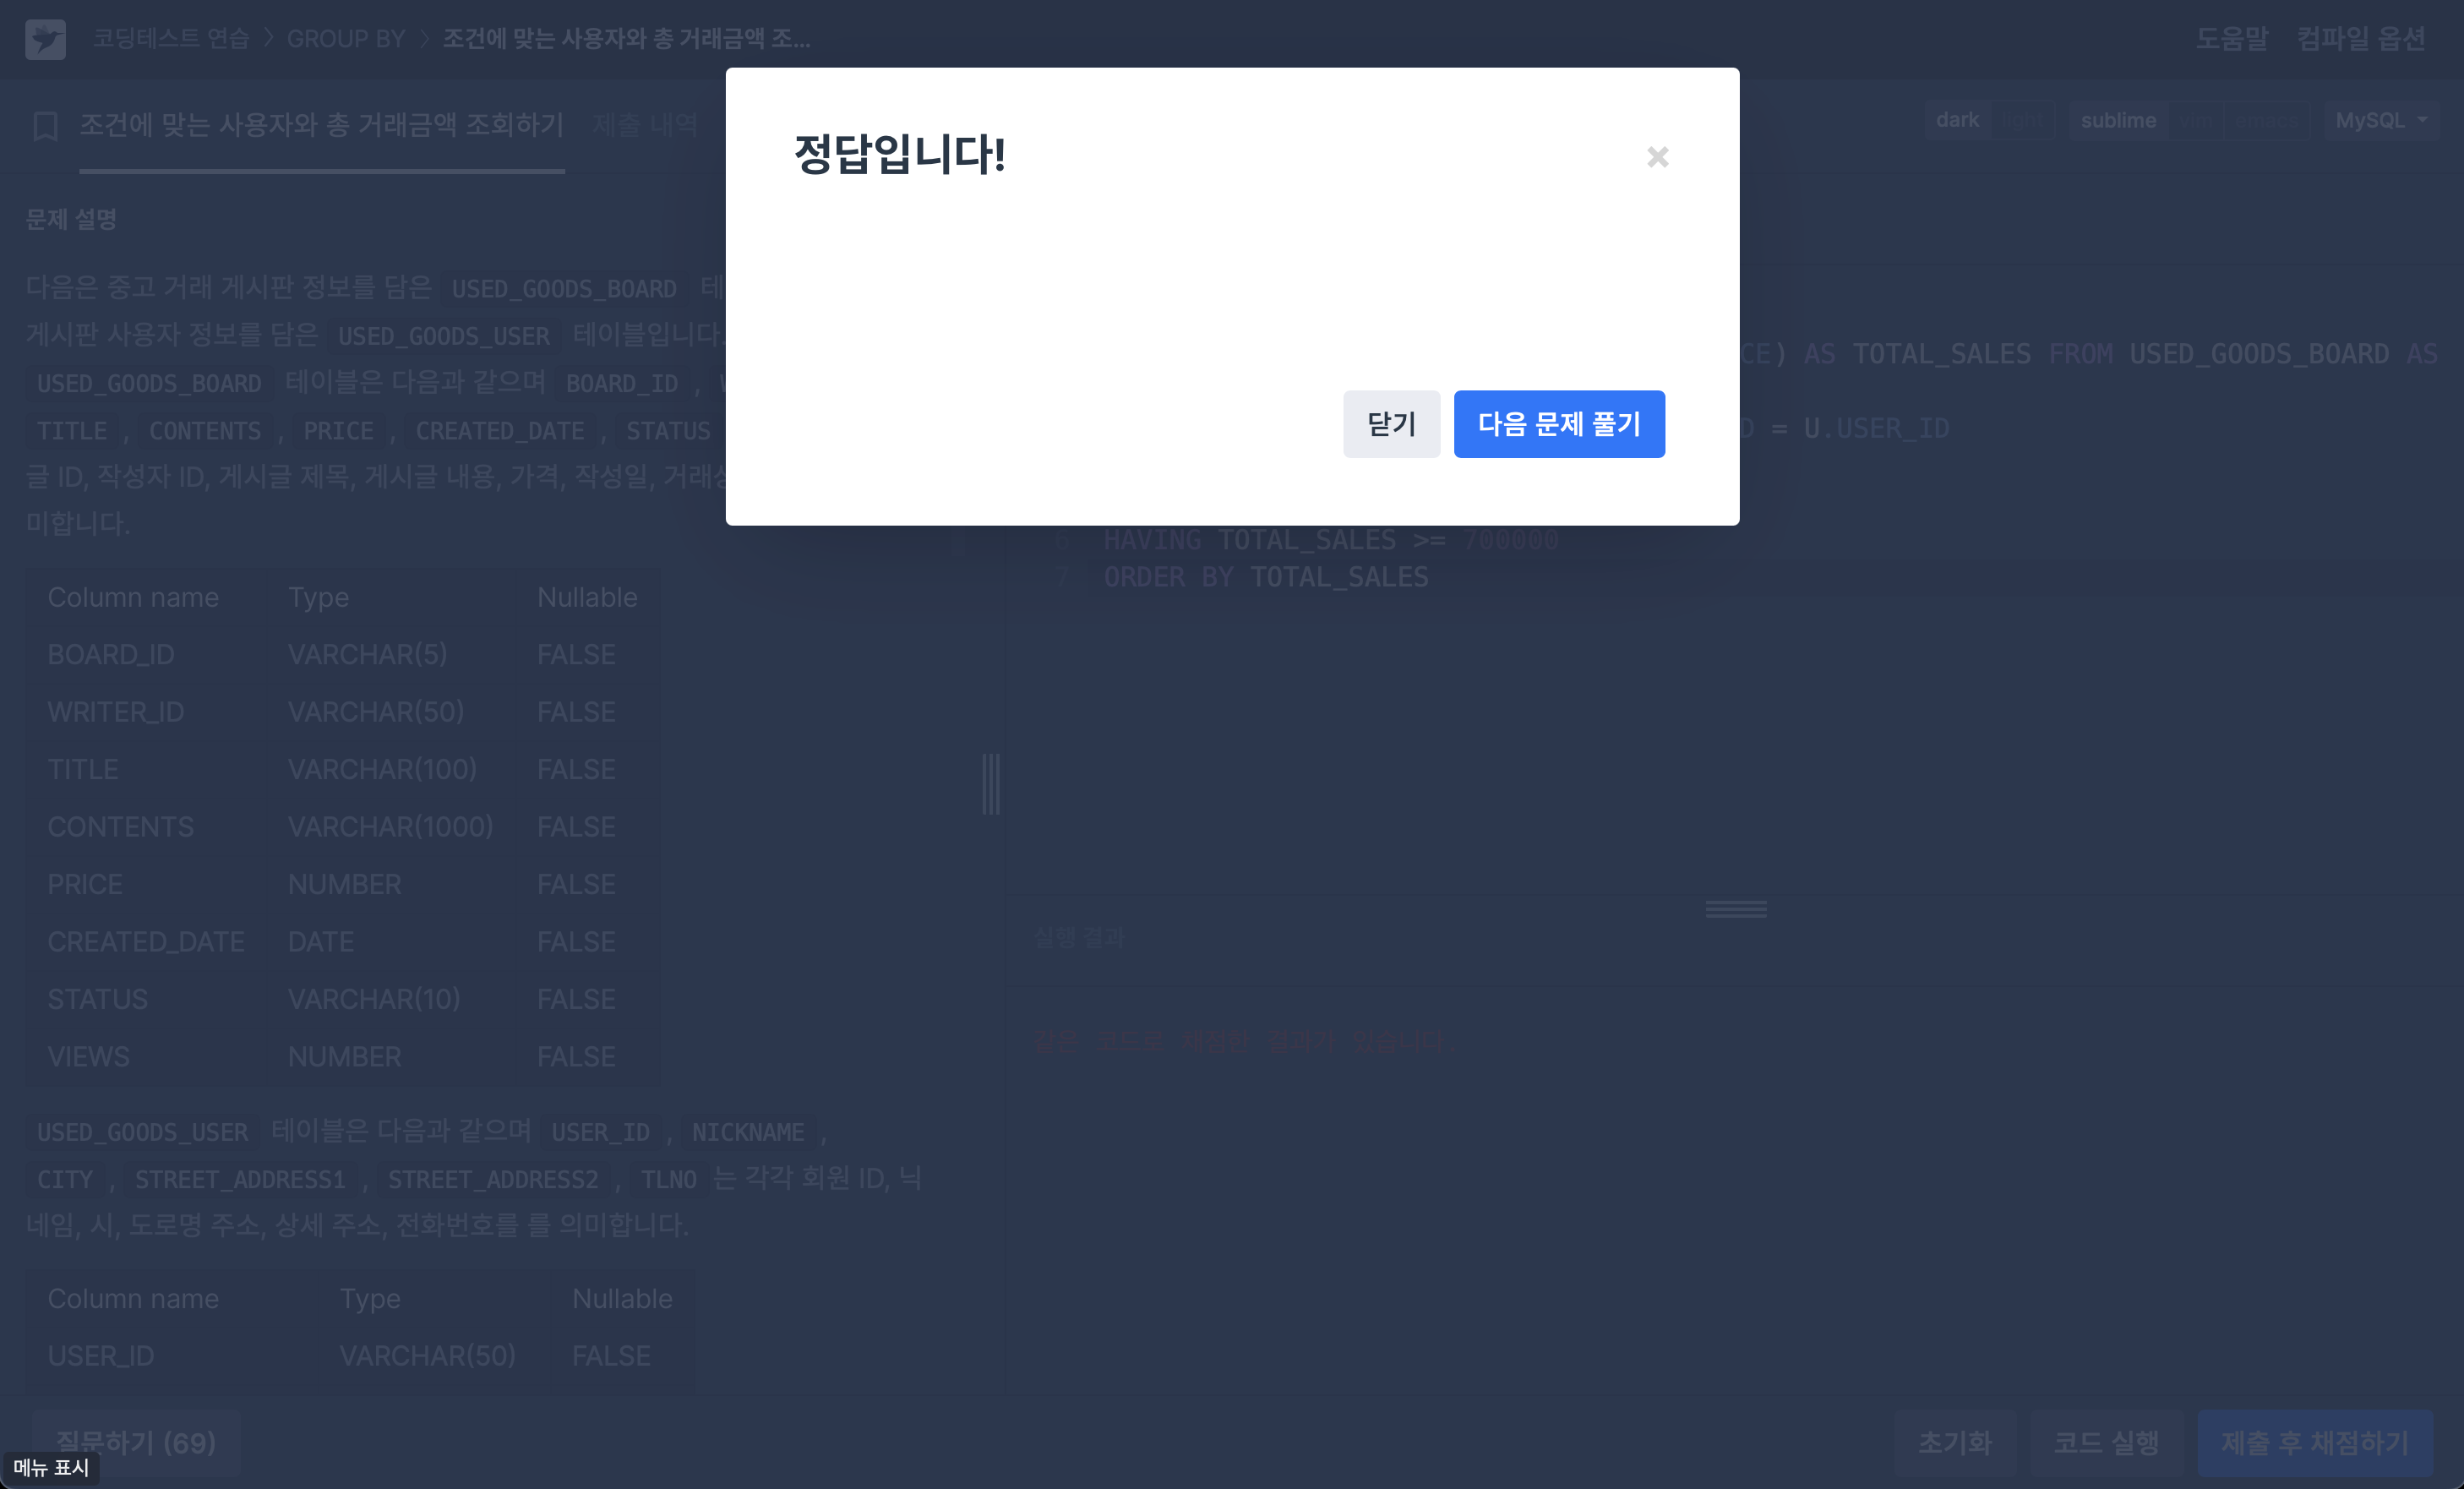 코딩테스트 연습 > GROUP BY > 조건에 맞는 사용자와 총 거래금액 조...
도움말 컴파일 옵션
조건에 맞는 사용자와 총 거래금액 조회하기 제출 내역
dark light sublime vim emacs MySQL
정답입니다!
닫기 다음 문제 풀기
문제 설명
다음은 중고 거래 게시판 정보를 담은 USED_GOODS_BOARD 테
게시판 사용자 정보를 담은 USED_GOODS_USER 테이블입니다.
USED_GOODS_BOARD 테이블은 다음과 같으며 BOARD_ID ,
TITLE , CONTENTS , PRICE , CREATED_DATE , STATUS
글 ID, 작성자 ID, 게시글 제목, 게시글 내용, 가격, 작성일,
미합니다.
Column name Type Nullable
BOARD_ID VARCHAR(5) FALSE
WRITER_ID VARCHAR(50) FALSE
TITLE VARCHAR(100) FALSE
CONTENTS VARCHAR(1000) FALSE
PRICE NUMBER FALSE
CREATED_DATE DATE FALSE
STATUS VARCHAR(10) FALSE
VIEWS NUMBER FALSE
USED_GOODS_USER 테이블은 다음과 같으며 USER_ID , NICKNAME ,
CITY , STREET_ADDRESS1 , STREET_ADDRESS2 , TLNO 는 각각 회원 ID, 닉
네임, 시, 도로명 주소, 상세 주소, 전화번호를 를 의미합니다.
Column name Type Nullable
USER_ID VARCHAR(50) FALSE
CE) AS TOTAL_SALES FROM USED_GOODS_BOARD AS
D = U.USER_ID
6 HAVING TOTAL_SALES >= 700000
7 ORDER BY TOTAL_SALES
실행 결과
같은 코드로 채점한 결과가 있습니다.
질문하기 (69)
메뉴 표시
초기화 코드 실행 제출 후 채점하기